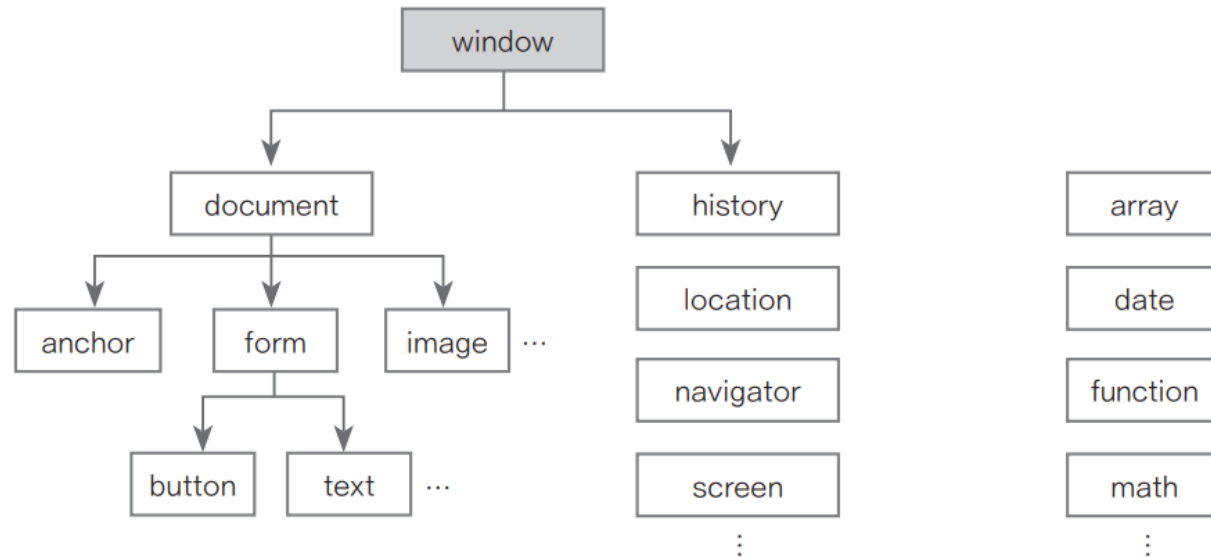 window
document
history
array
anchor
form
image
...
location
date
navigator
function
button
text
...
screen
math
⋮
⋮